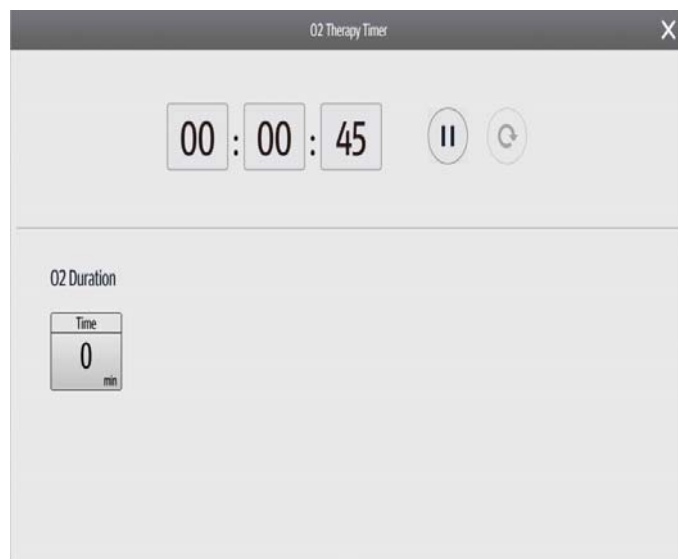 O2 Therapy Timer X
00 : 00 : 45
O2 Duration
Time
0
min